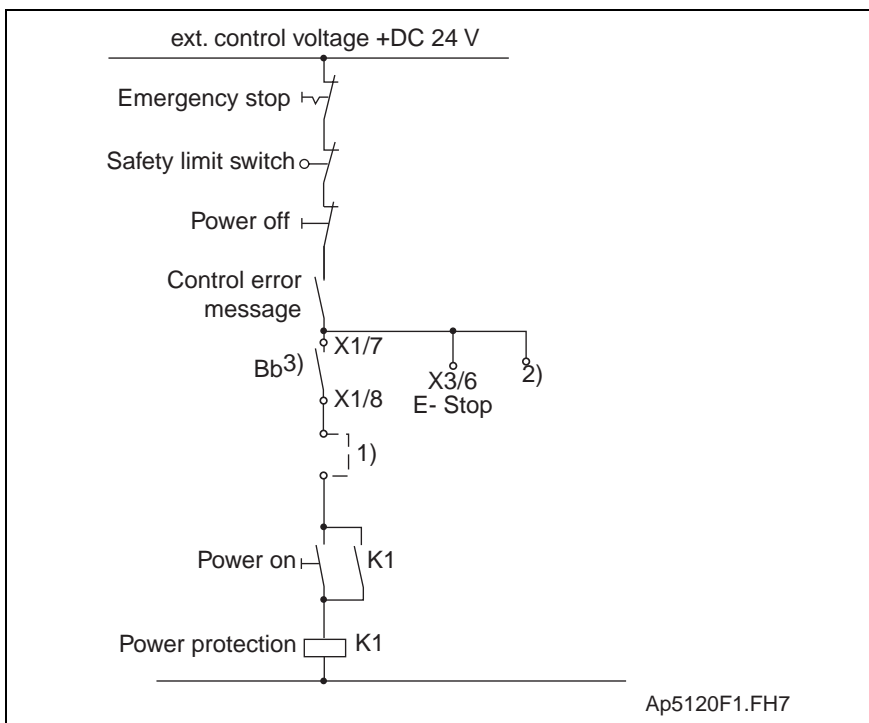 ext. control voltage +DC 24 V
Emergency stop
Safety limit switch
Power off
Control error
message
X1/7
Bb3)
X3/6
2)
E- Stop
X1/8
1)
Power on
K1
Power protection
K1
Ap5120F1.FH7